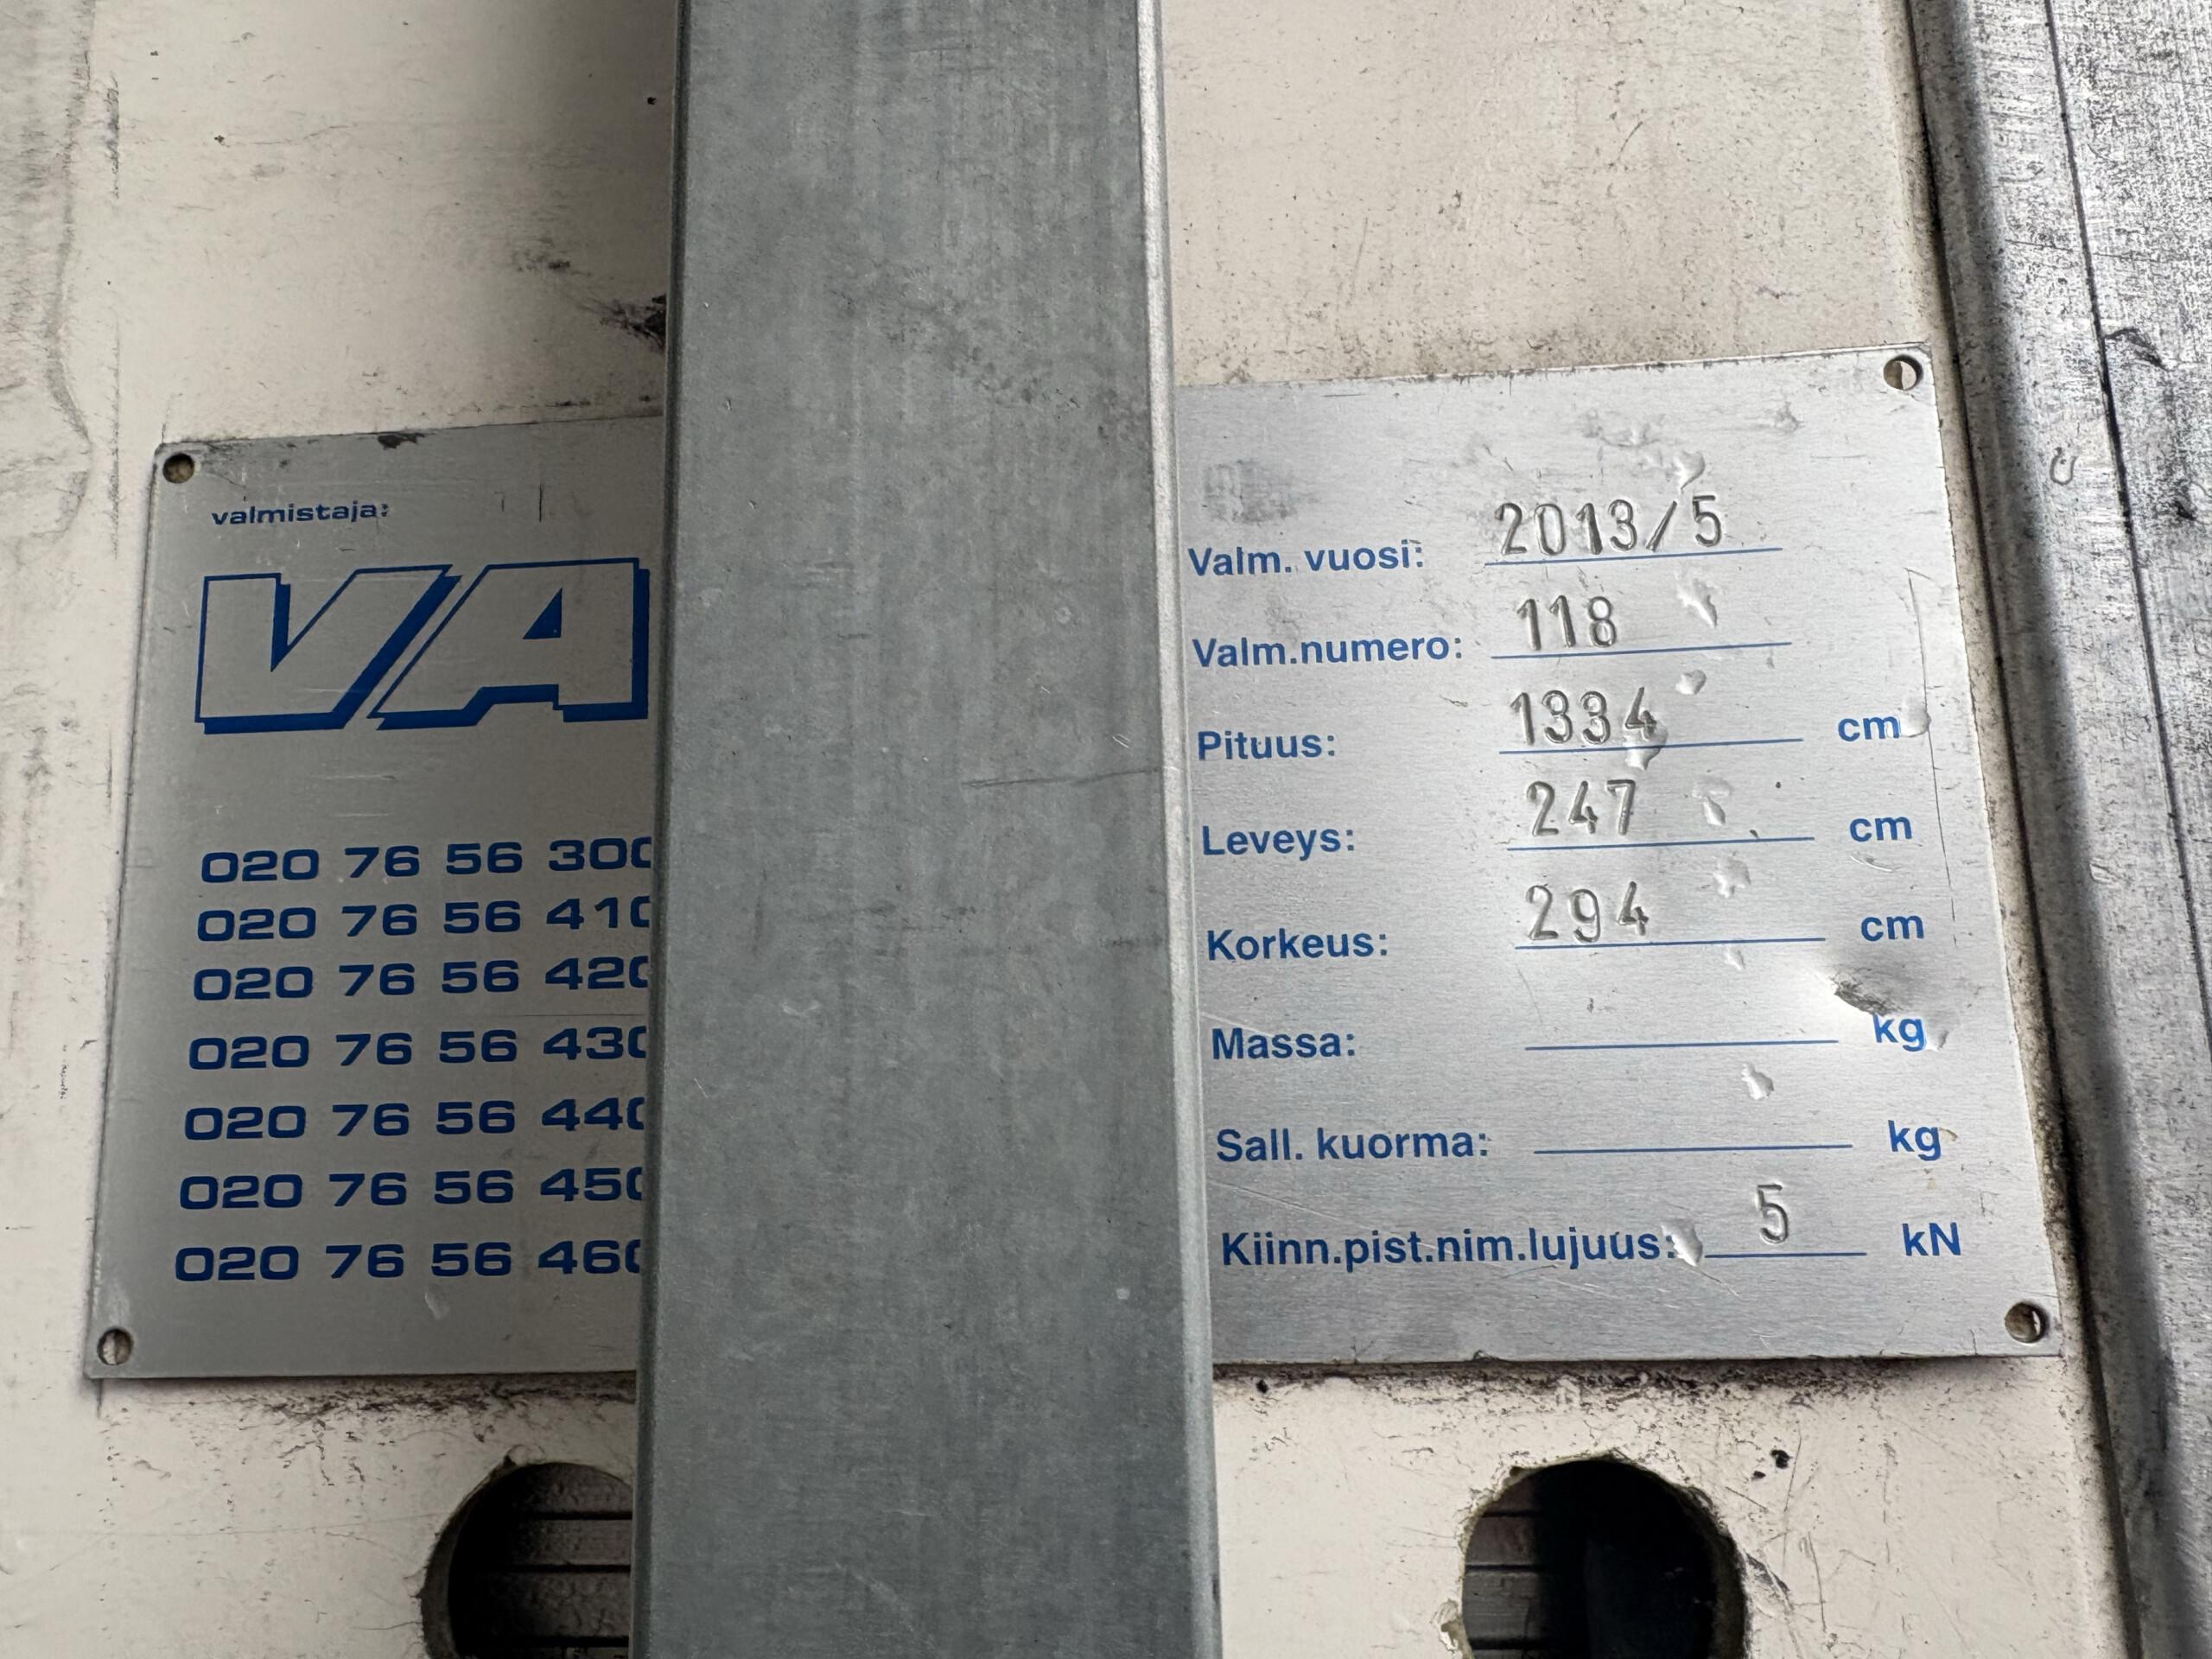 valmistaja:
VA
020 76 56 300
020 76 56 410
020 76 56 420
020 76 56 430
020 76 56 440
020 76 56 450
020 76 56 460
Valm. vuosi: 2013/5
Valm.numero: 118
Pituus: 1334 cm
Leveys: 247 cm
Korkeus: 294 cm
Massa: kg
Sall. kuorma: kg
Kiinn.pist.nim.lujuus: 5 kN